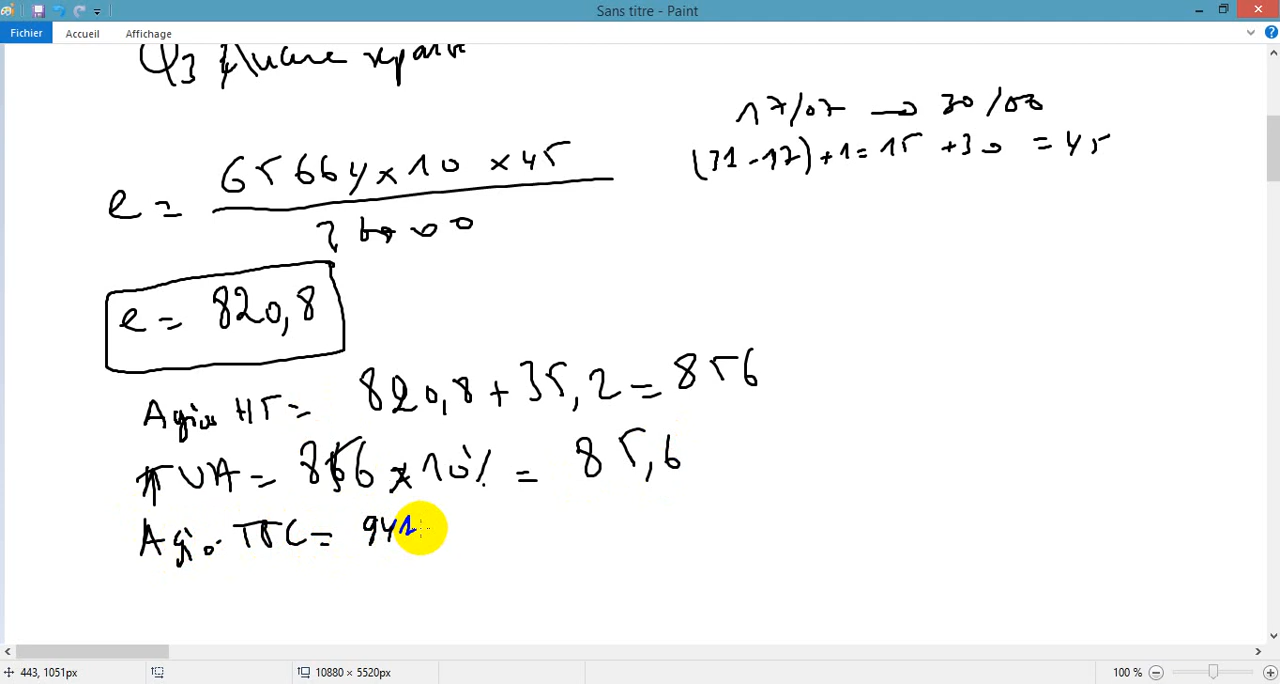 Sans titre - Paint
Fichier Accueil Affichage
17/07 → 30/08
(31 - 17) + 1 = 15 + 30 = 45
e = 65664 x 10 x 45
36000
e = 820,8
Agios HT = 820,8 + 35,2 = 856
TVA = 856 x 10% = 85,6
Agio TTC = 941
443, 1051px 10880 × 5520px 100 %